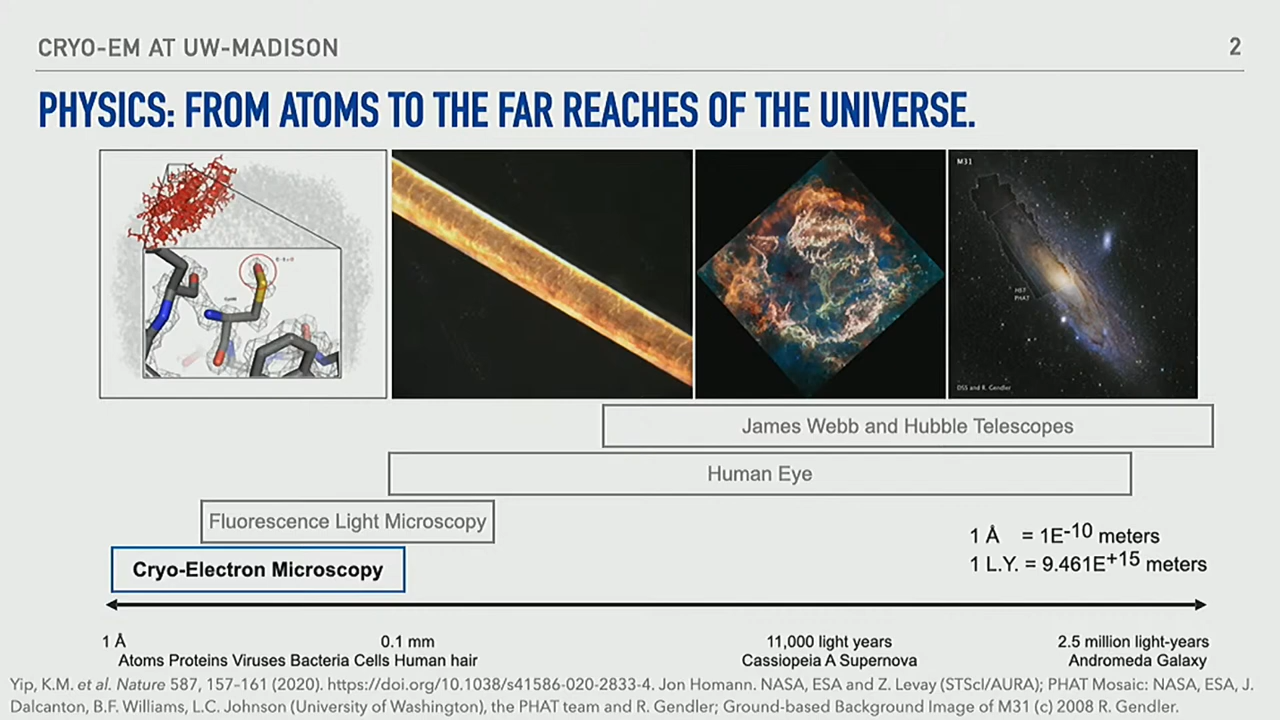 CRYO-EM AT UW-MADISON
2
PHYSICS: FROM ATOMS TO THE FAR REACHES OF THE UNIVERSE.
M31
HST
PHAT
DSS and R. Gendler
James Webb and Hubble Telescopes
Human Eye
Fluorescence Light Microscopy
Cryo-Electron Microscopy
1 Å = 1E-10 meters
1 L.Y. = 9.461E+15 meters
1 Å
0.1 mm
11,000 light years
2.5 million light-years
Atoms Proteins Viruses Bacteria Cells Human hair
Cassiopeia A Supernova
Andromeda Galaxy
Yip, K.M. et al. Nature 587, 157–161 (2020). https://doi.org/10.1038/s41586-020-2833-4. Jon Homann. NASA, ESA and Z. Levay (STScI/AURA); PHAT Mosaic: NASA, ESA, J.
Dalcanton, B.F. Williams, L.C. Johnson (University of Washington), the PHAT team and R. Gendler; Ground-based Background Image of M31 (c) 2008 R. Gendler.